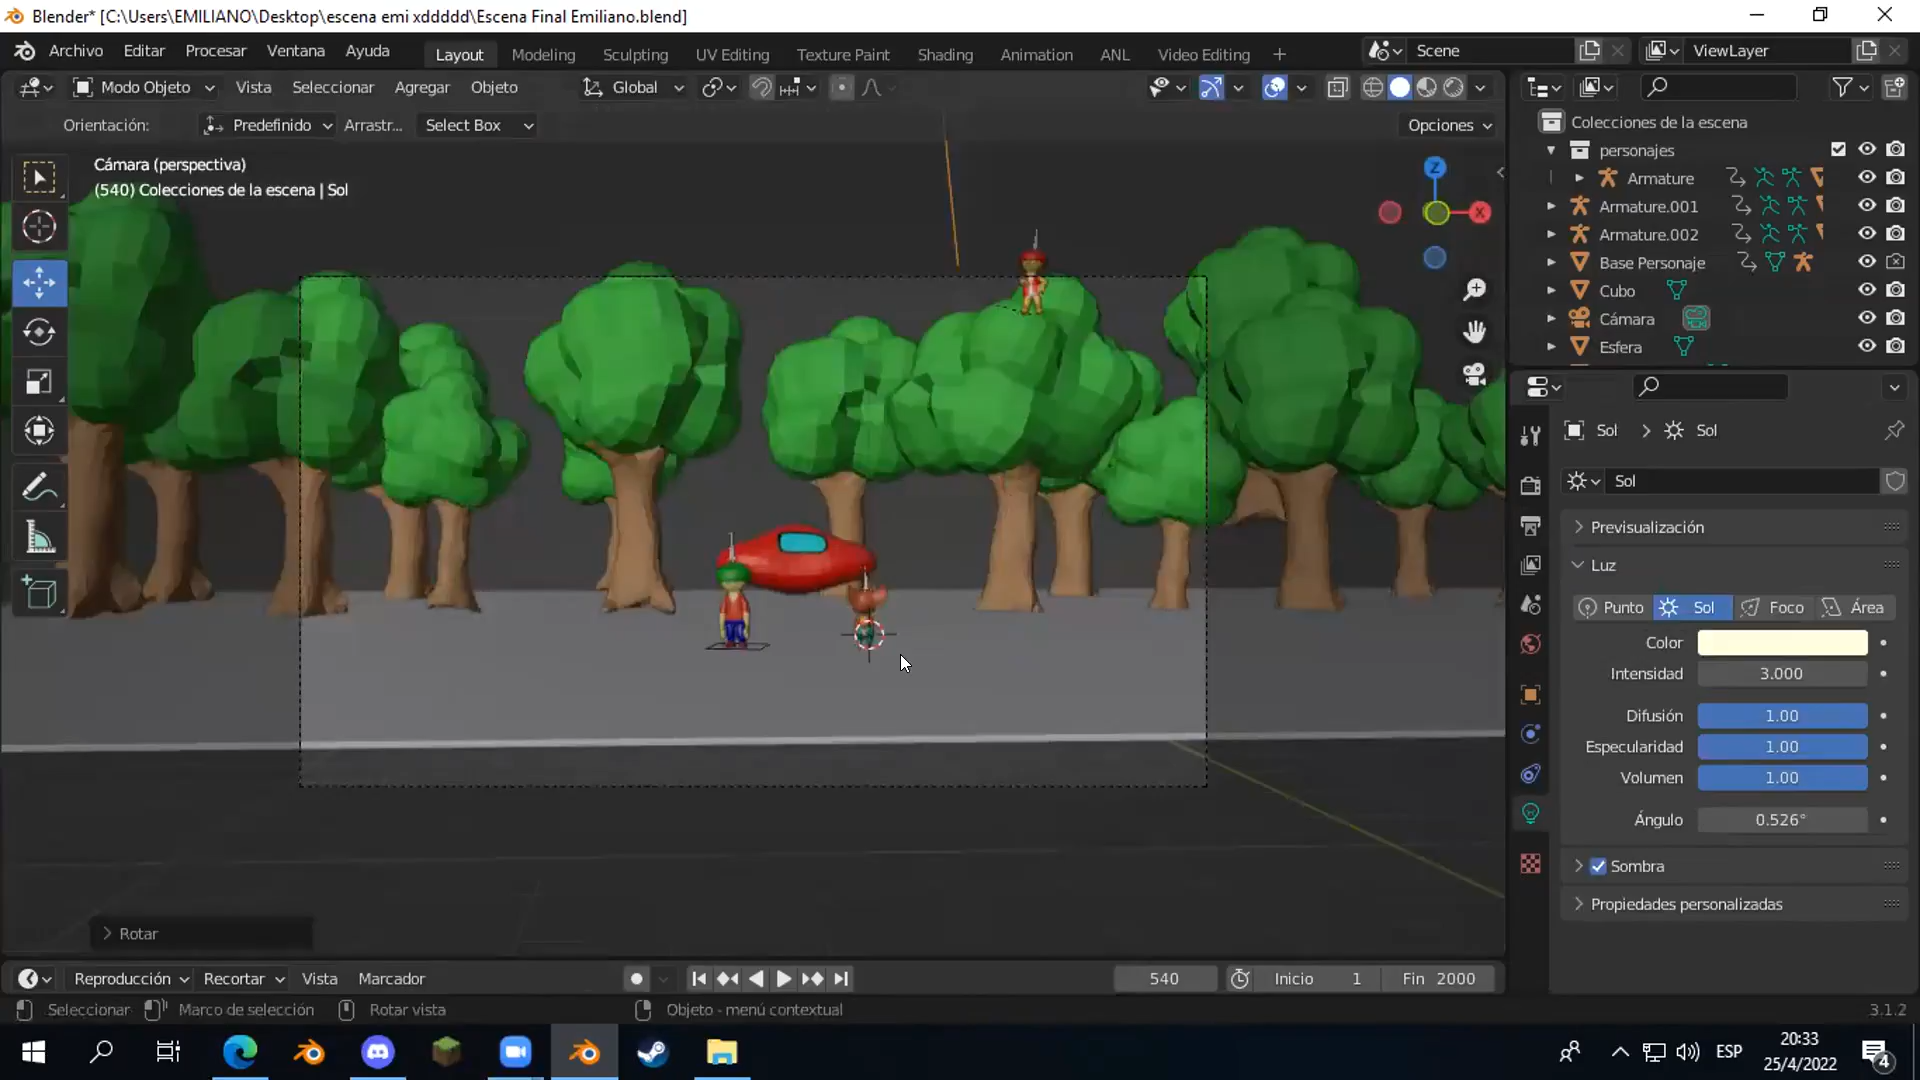 Blender* [C:\Users\EMILIANO\Desktop\escena emi xddddd\Escena Final Emiliano.blend]
Archivo Editar Procesar Ventana Ayuda Layout Modeling Sculpting UV Editing Texture Paint Shading Animation ANL Video Editing + Scene ViewLayer
Modo Objeto Vista Seleccionar Agregar Objeto Global
Orientación: Predefinido Arrastr... Select Box Opciones
Cámara (perspectiva)
(540) Colecciones de la escena | Sol
Z
X
Colecciones de la escena
personajes
Armature
Armature.001
Armature.002
Base Personaje
Cubo
Cámara
Esfera
Sol > Sol
Sol
Previsualización
Luz
Punto Sol Foco Área
Color
Intensidad 3.000
Difusión 1.00
Especularidad 1.00
Volumen 1.00
Ángulo 0.526°
Sombra
Propiedades personalizadas
Rotar
Reproducción Recortar Vista Marcador 540 Inicio 1 Fin 2000
Seleccionar Marco de selección Rotar vista Objeto - menú contextual 3.1.2
ESP
20:33
25/4/2022
4